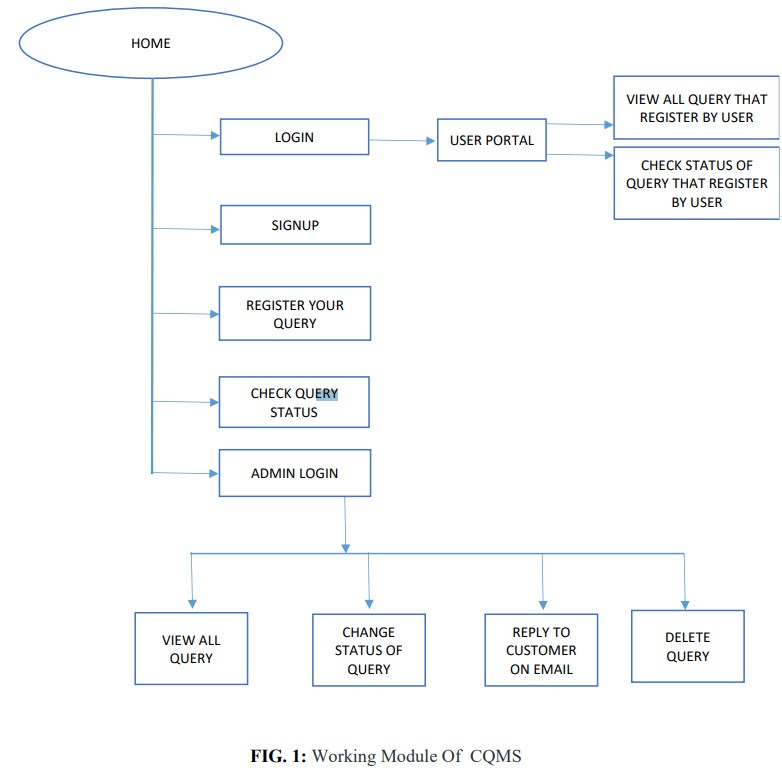 HOME
LOGIN
USER PORTAL
VIEW ALL QUERY THAT
REGISTER BY USER
CHECK STATUS OF
QUERY THAT REGISTER
BY USER
SIGNUP
REGISTER YOUR
QUERY
CHECK QUERY
STATUS
ADMIN LOGIN
VIEW ALL
QUERY
CHANGE
STATUS OF
QUERY
REPLY TO
CUSTOMER
ON EMAIL
DELETE
QUERY
FIG. 1: Working Module Of CQMS